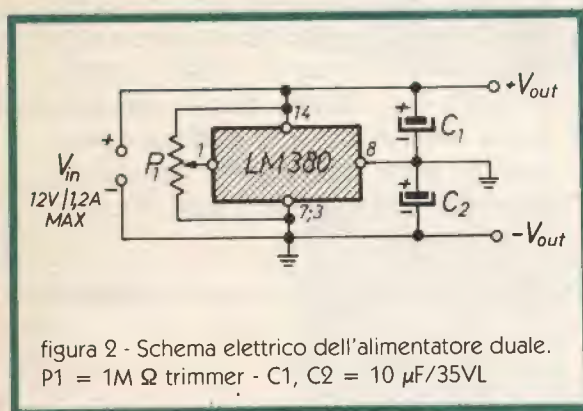 +Vout
14
+
C1
-
+
Vin
12V/1,2A
MAX
-
P1
1
LM380
8
7;3
+
C2
-
-Vout
figura 2 - Schema elettrico dell'alimentatore duale.
P1 = 1M Ω trimmer - C1, C2 = 10 µF/35VL